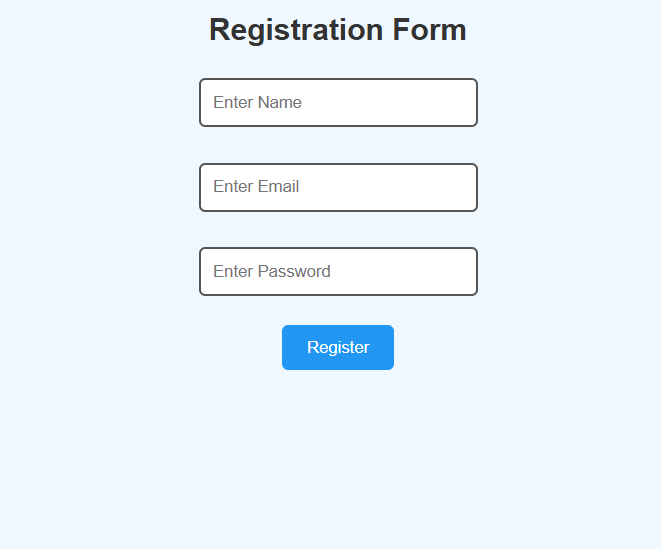 Registration Form
Enter Name
Enter Email
Enter Password
Register